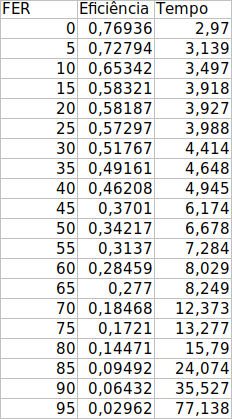 FER Eficiência Tempo
0 0,76936 2,97
5 0,72794 3,139
10 0,65342 3,497
15 0,58321 3,918
20 0,58187 3,927
25 0,57297 3,988
30 0,51767 4,414
35 0,49161 4,648
40 0,46208 4,945
45 0,3701 6,174
50 0,34217 6,678
55 0,3137 7,284
60 0,28459 8,029
65 0,277 8,249
70 0,18468 12,373
75 0,1721 13,277
80 0,14471 15,79
85 0,09492 24,074
90 0,06432 35,527
95 0,02962 77,138